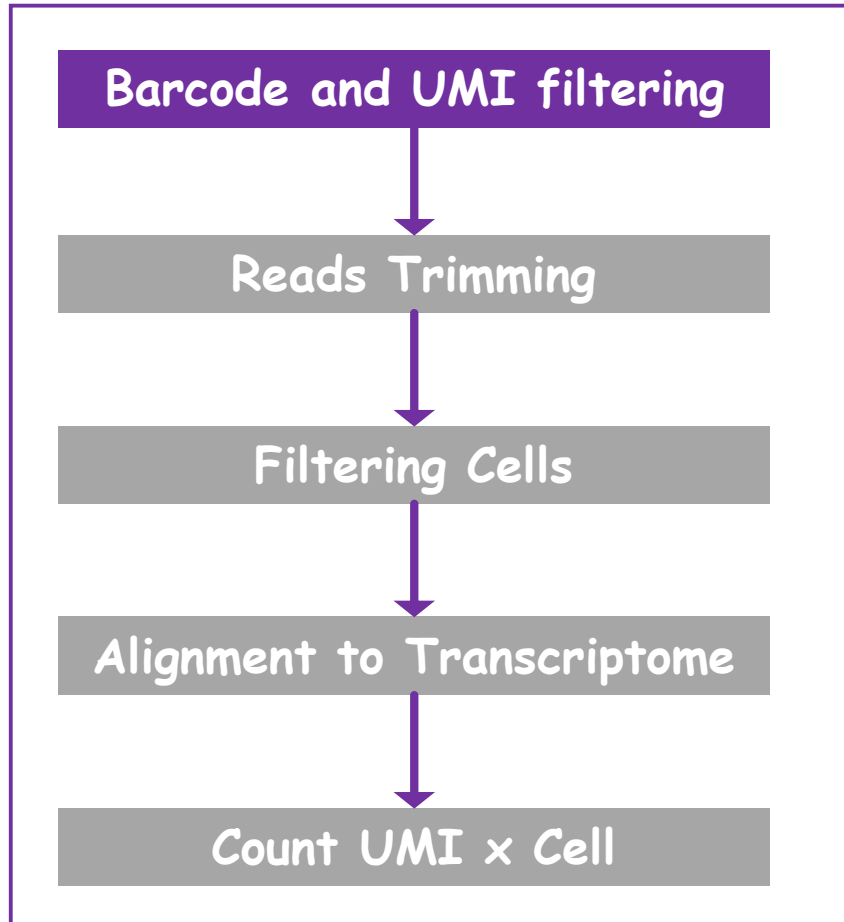 Barcode and UMI filtering
Reads Trimming
Filtering Cells
Alignment to Transcriptome
Count UMI x Cell